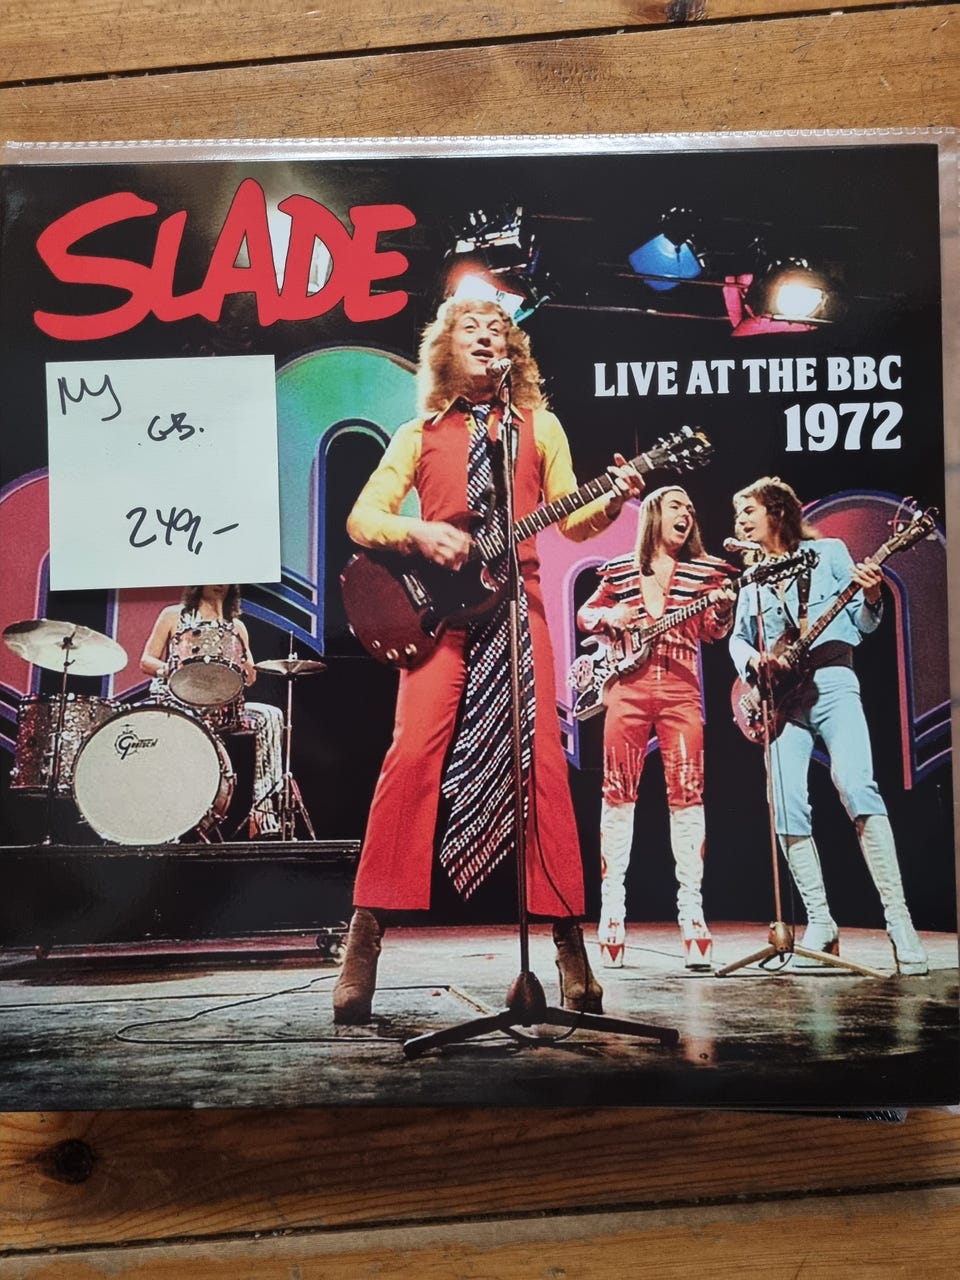 SLADE
LIVE AT THE BBC
1972
NY
GB.
249,-
Gretsch